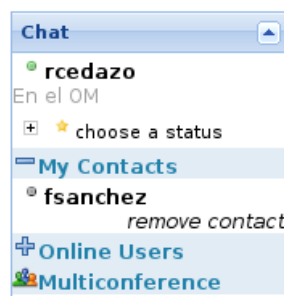 Chat
rcedazo
En el OM
choose a status
My Contacts
fsanchez
remove contact
Online Users
Multiconference